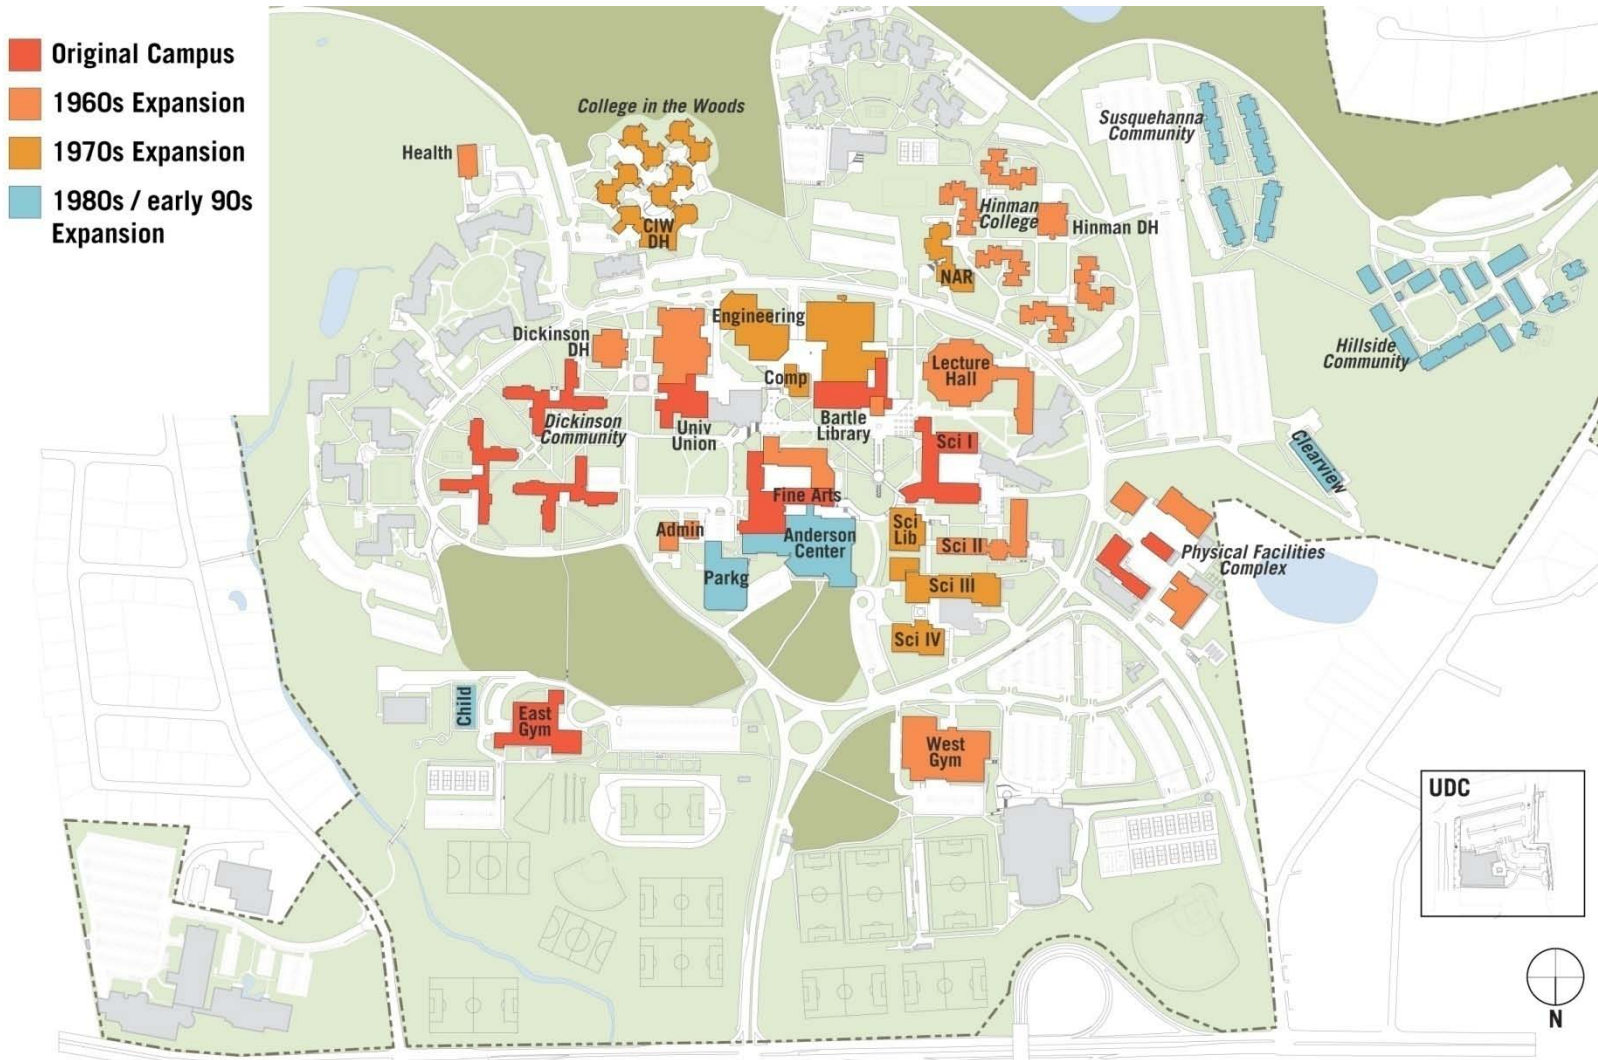 Original Campus
1960s Expansion
1970s Expansion
1980s / early 90s
Expansion
College in the Woods
Health
CIW
DH
Susquehanna
Community
Hinman
College
Hinman DH
NAR
Engineering
Dickinson
DH
Comp
Lecture
Hall
Hillside
Community
Dickinson
Community
Univ
Union
Bartle
Library
Sci I
Clearview
Fine Arts
Admin
Anderson
Center
Sci
Lib
Sci II
Physical Facilities
Complex
Parkg
Sci III
Sci IV
Child
East
Gym
West
Gym
UDC
N